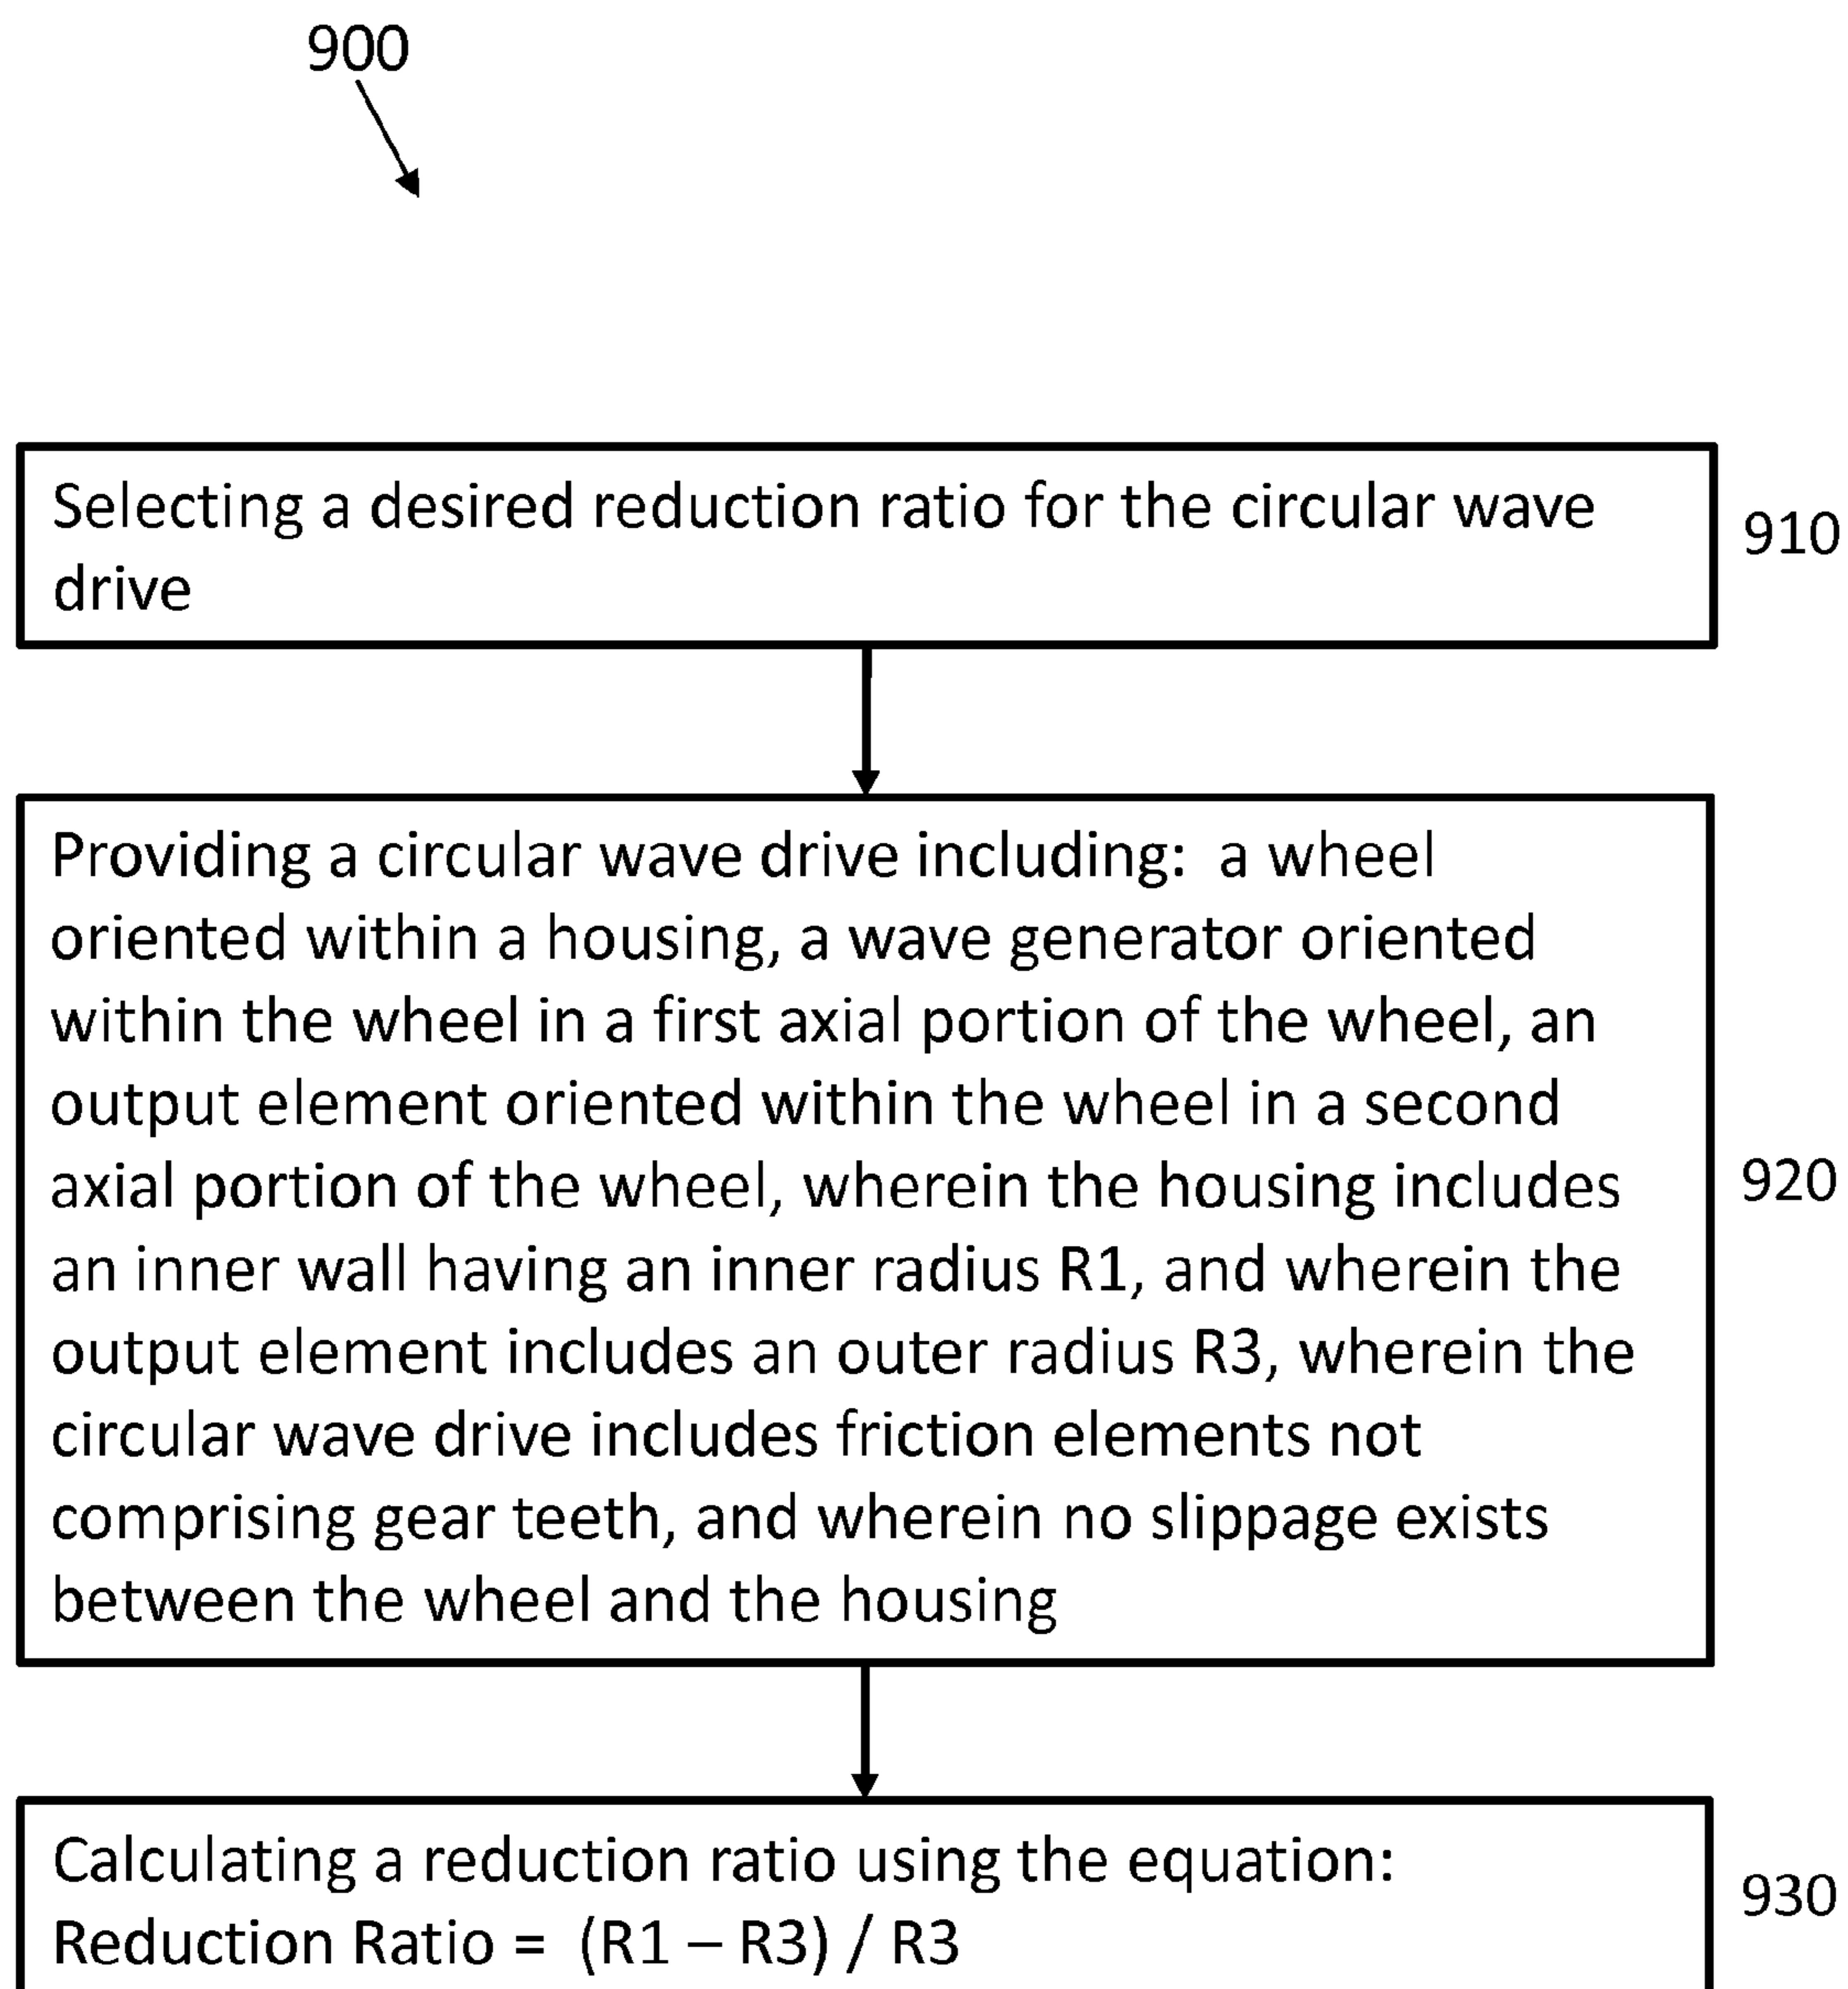 900
Selecting a desired reduction ratio for the circular wave
drive
910
Providing a circular wave drive including:  a wheel
oriented within a housing, a wave generator oriented
within the wheel in a first axial portion of the wheel, an
output element oriented within the wheel in a second
axial portion of the wheel, wherein the housing includes
an inner wall having an inner radius R1, and wherein the
output element includes an outer radius R3, wherein the
circular wave drive includes friction elements not
comprising gear teeth, and wherein no slippage exists
between the wheel and the housing
920
Calculating a reduction ratio using the equation:
Reduction Ratio =  (R1 – R3) / R3
930